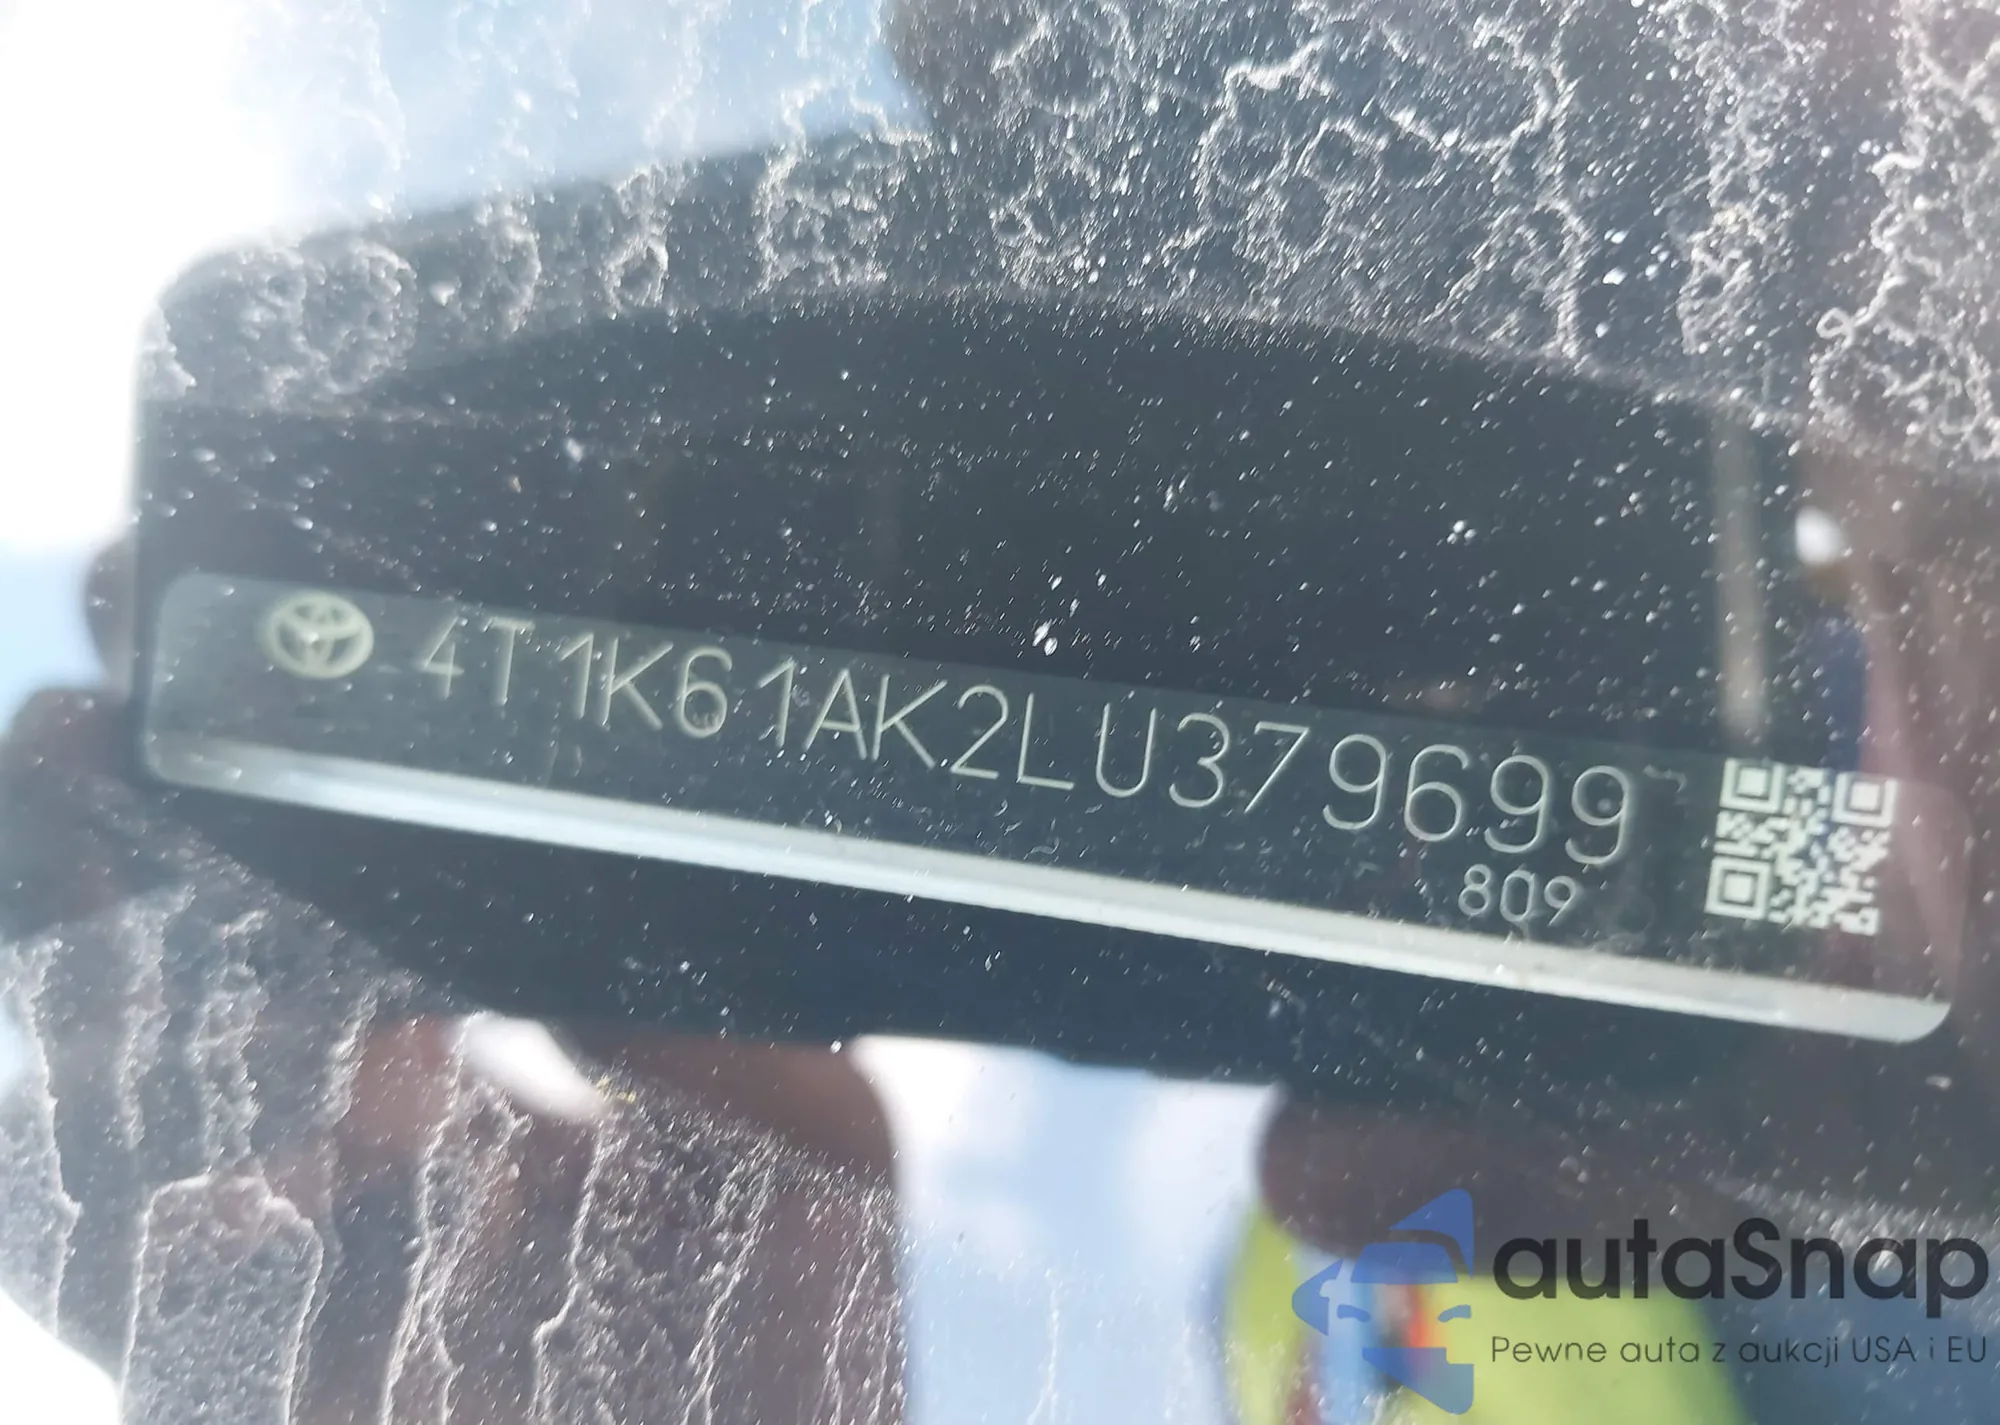 4T1K61AK2LU379699
809
autaSnap
Pewne auta z aukcji USA i EU